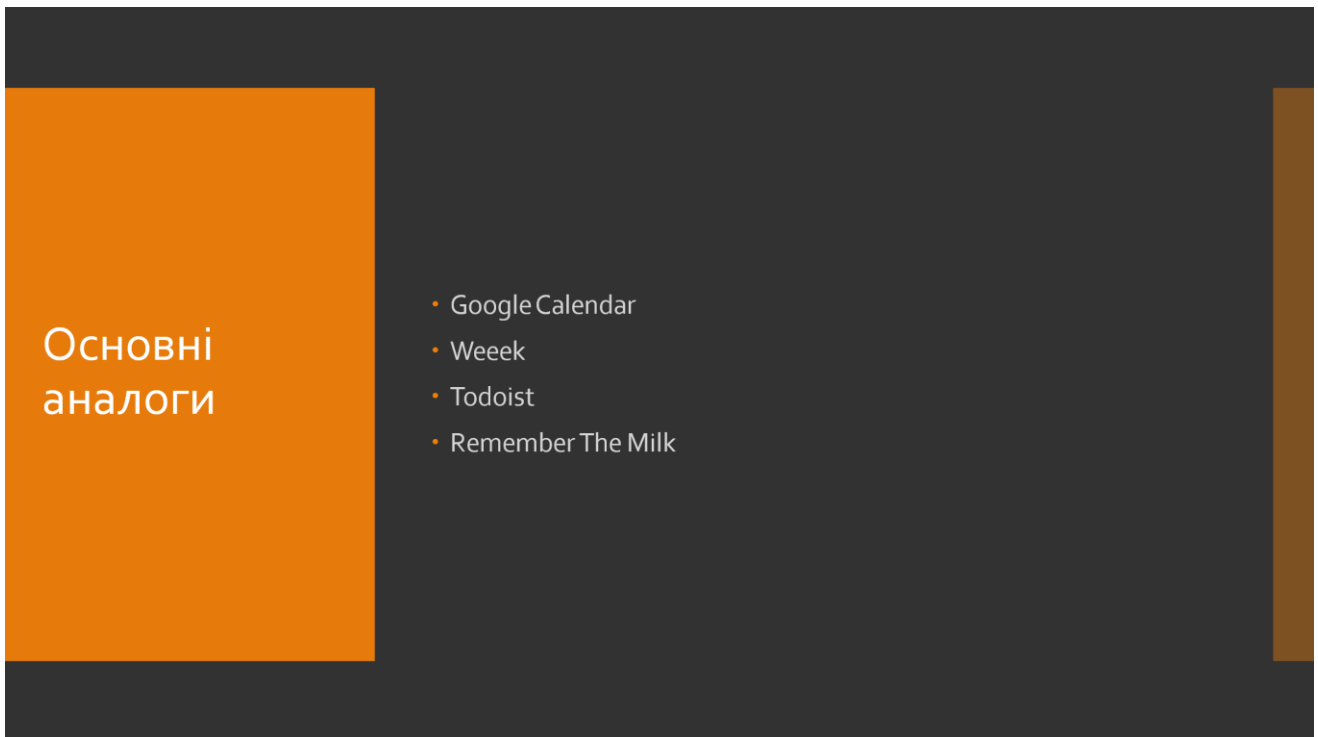 Основні
аналоги
Google Calendar
Weeek
Todoist
Remember The Milk